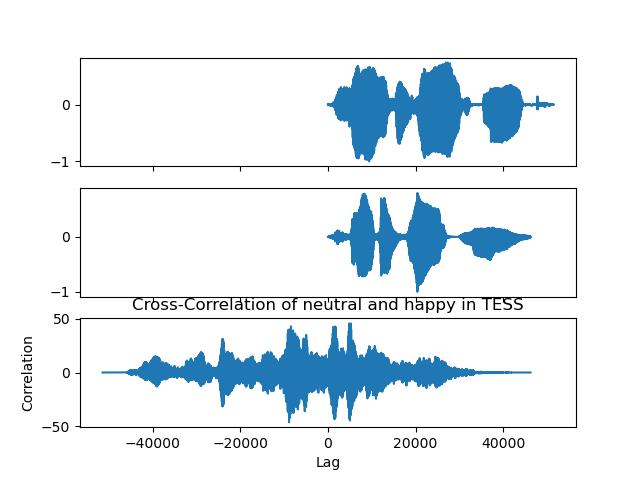 0
−1
0
−1
Cross-Correlation of neutral and happy in TESS
50
0
−50
Correlation
−40000 −20000 0 20000 40000
Lag